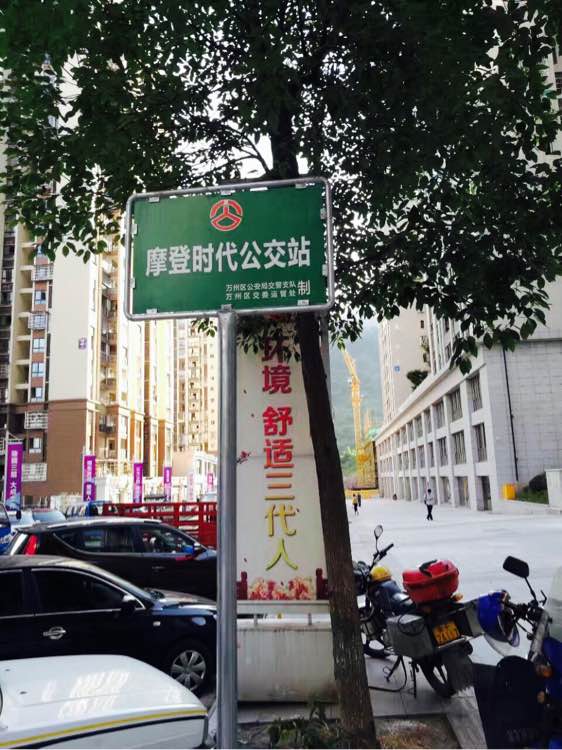 摩登时代公交站
万州区公安局交警支队
万州区交委运管处
制
环境 舒适三代人